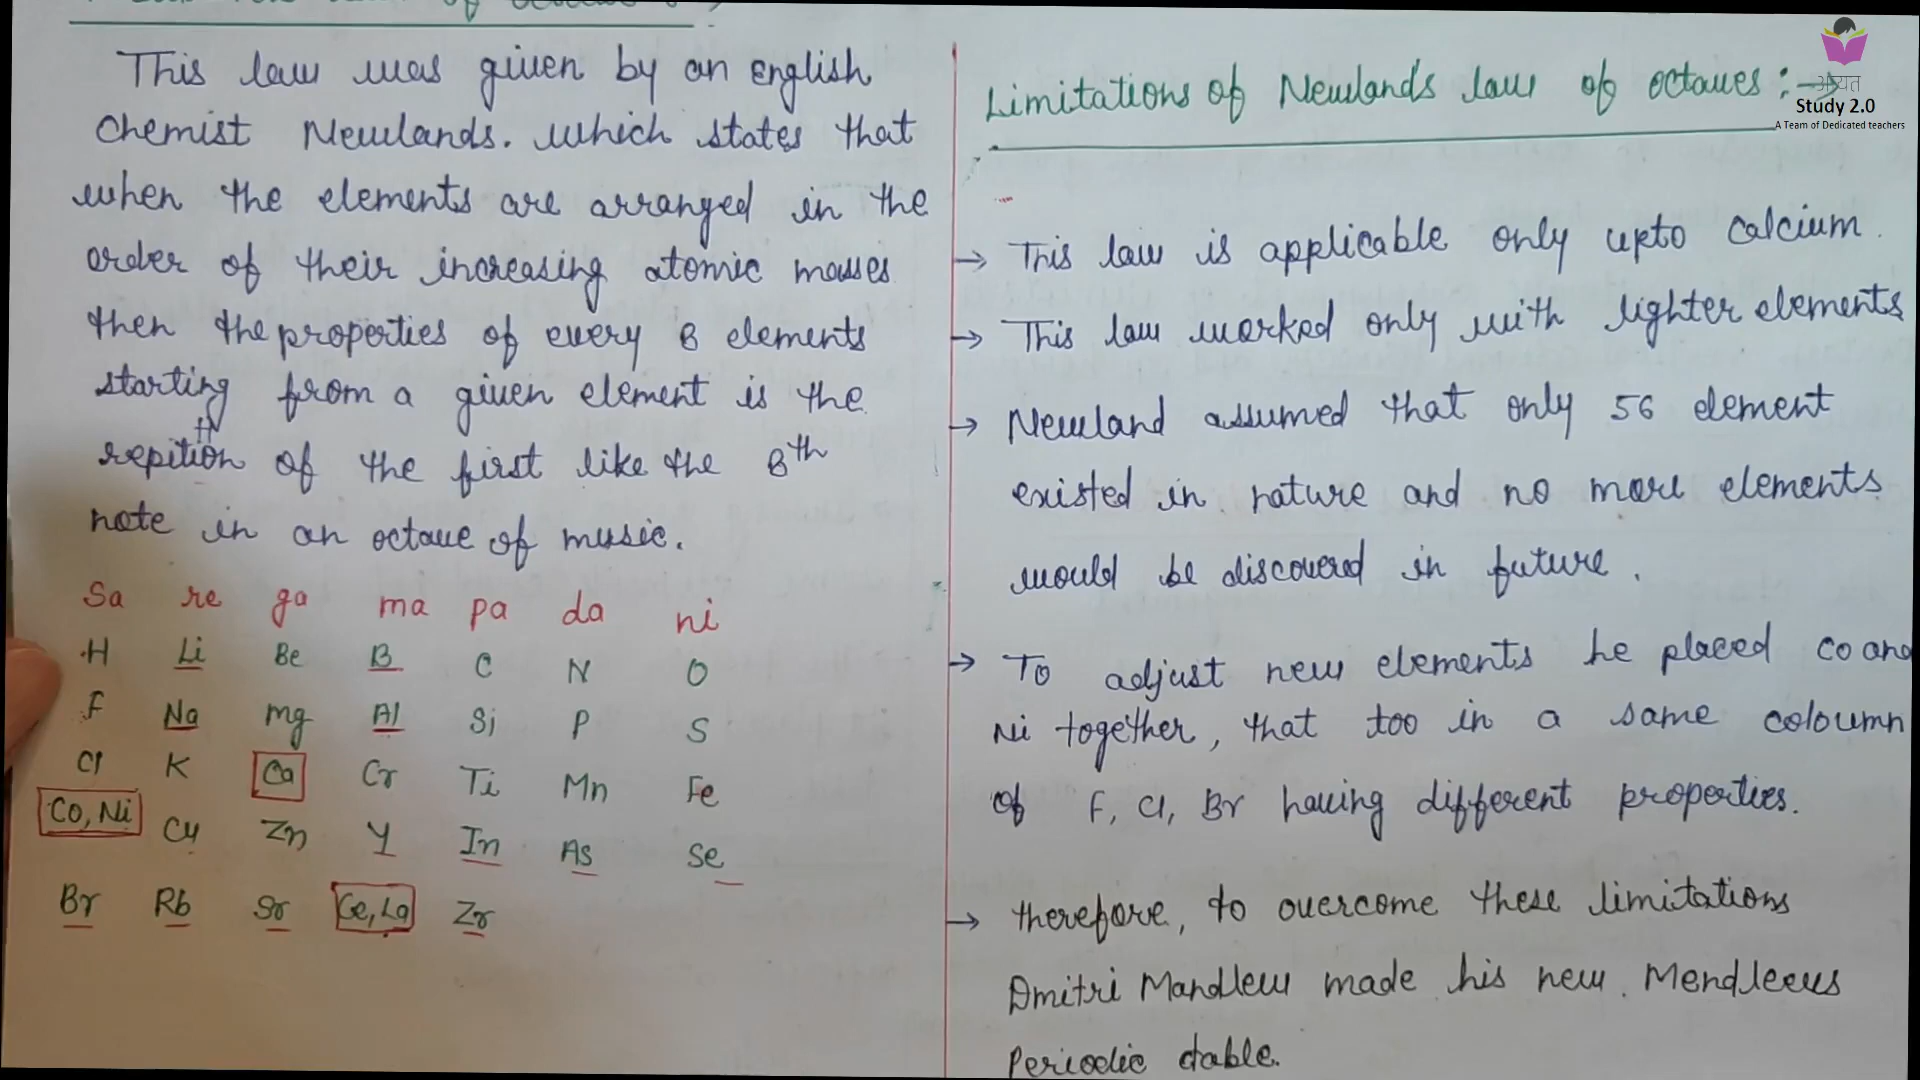 This law was given by an English
Chemist Newlands. which states that
when the elements are arranged in the
order of their increasing atomic masses
then the properties of every 8 elements
starting from a given element is the
repition of the first like the 8th
note in an octave of music.
Sa re ga ma pa da ni
H Li Be B C N O
F Na Mg Al Si P S
Cl K Ca Cr Ti Mn Fe
Co, Ni Cu Zn Y In As Se
Br Rb Sr Ce, La Zr
Limitations of Newlands law of octaves :→
→ This law is applicable only upto Calcium.
→ This law worked only with lighter elements
→ Newland assumed that only 56 element
existed in nature and no more elements
would be discovered in future.
→ To adjust new elements he placed Co and
Ni together, that too in a same coloumn
of F, Cl, Br having different properties.
→ therefore, to overcome these limitations
Dmitri Mandleev made his new. Mendleevs
Periodic table.
Study 2.0
A Team of Dedicated teachers